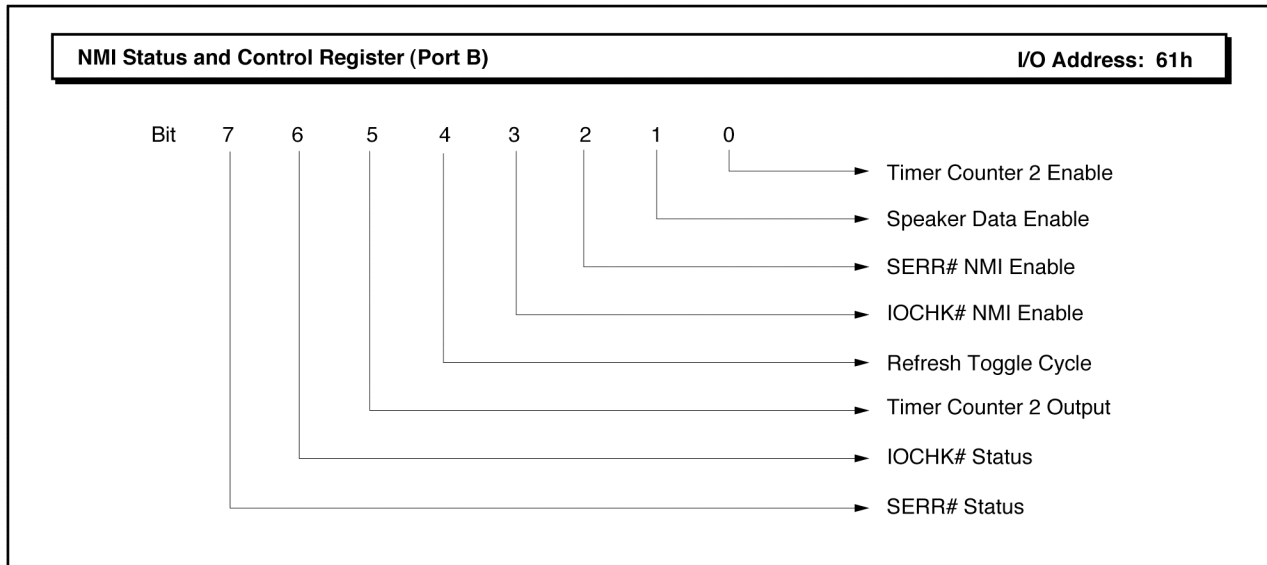 NMI Status and Control Register (Port B) I/O Address: 61h
Bit 7 6 5 4 3 2 1 0
Timer Counter 2 Enable
Speaker Data Enable
SERR# NMI Enable
IOCHK# NMI Enable
Refresh Toggle Cycle
Timer Counter 2 Output
IOCHK# Status
SERR# Status